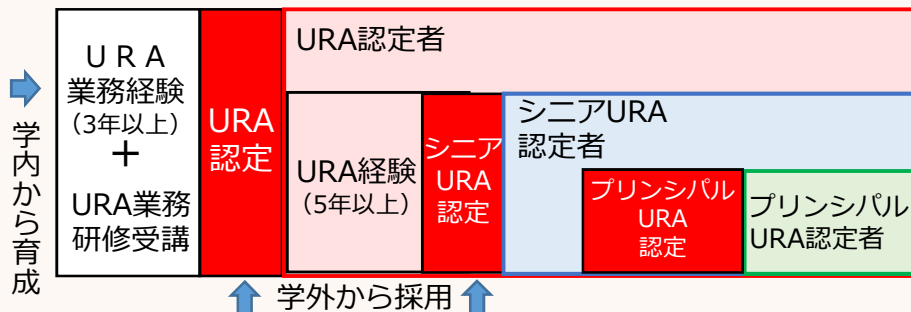 学内から育成
ＵＲＡ
業務経験
（3年以上）
＋
URA業務
研修受講
URA
認定
URA認定者
URA経験
（5年以上）
シニア
URA
認定
シニアURA
認定者
プリンシパル
URA
認定
プリンシパル
URA認定者
学外から採用